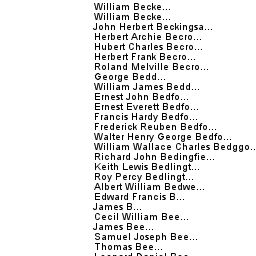 William Becke...
William Becke...
John Herbert Beckingsa...
Herbert Archie Becro...
Hubert Charles Becro...
Herbert Frank Becro...
Roland Melville Becro...
George Bedd...
William James Bedd...
Ernest John Bedfo...
Ernest Everett Bedfo...
Francis Hardy Bedfo...
Frederick Reuben Bedfo...
Walter Henry George Bedfo...
William Wallace Charles Bedggo..
Richard John Bedingfie...
Keith Lewis Bedlingt...
Roy Percy Bedlingt...
Albert William Bedwe...
Edward Francis B...
James B...
Cecil William Bee...
James Bee...
Samuel Joseph Bee...
Thomas Bee...
Leonard Daniel Bee